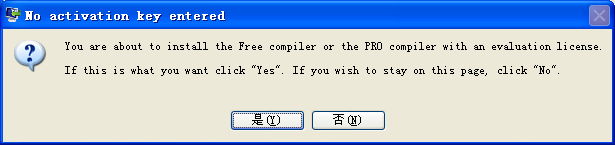 No activation key entered
You are about to install the Free compiler or the PRO compiler with an evaluation license.
If this is what you want click "Yes". If you wish to stay on this page, click "No".
是(Y)
否(N)